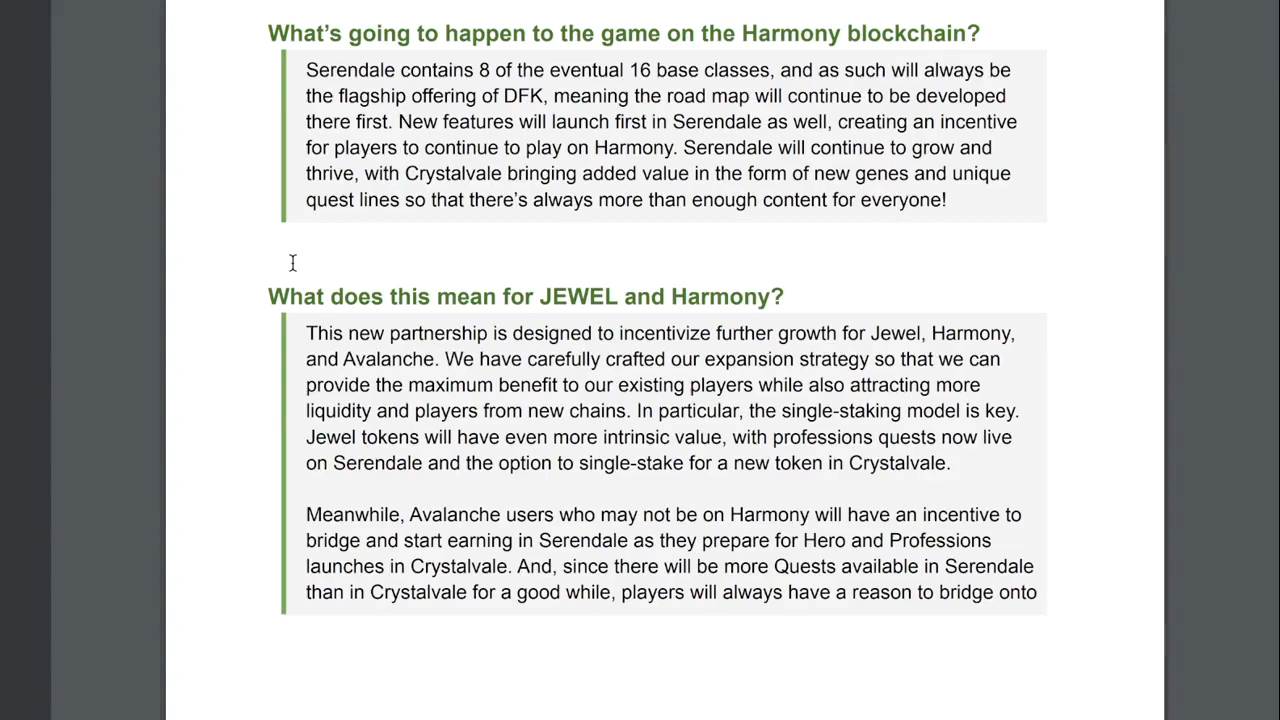 What’s going to happen to the game on the Harmony blockchain?
Serendale contains 8 of the eventual 16 base classes, and as such will always be
the flagship offering of DFK, meaning the road map will continue to be developed
there first. New features will launch first in Serendale as well, creating an incentive
for players to continue to play on Harmony. Serendale will continue to grow and
thrive, with Crystalvale bringing added value in the form of new genes and unique
quest lines so that there’s always more than enough content for everyone!
What does this mean for JEWEL and Harmony?
This new partnership is designed to incentivize further growth for Jewel, Harmony,
and Avalanche. We have carefully crafted our expansion strategy so that we can
provide the maximum benefit to our existing players while also attracting more
liquidity and players from new chains. In particular, the single-staking model is key.
Jewel tokens will have even more intrinsic value, with professions quests now live
on Serendale and the option to single-stake for a new token in Crystalvale.
Meanwhile, Avalanche users who may not be on Harmony will have an incentive to
bridge and start earning in Serendale as they prepare for Hero and Professions
launches in Crystalvale. And, since there will be more Quests available in Serendale
than in Crystalvale for a good while, players will always have a reason to bridge onto